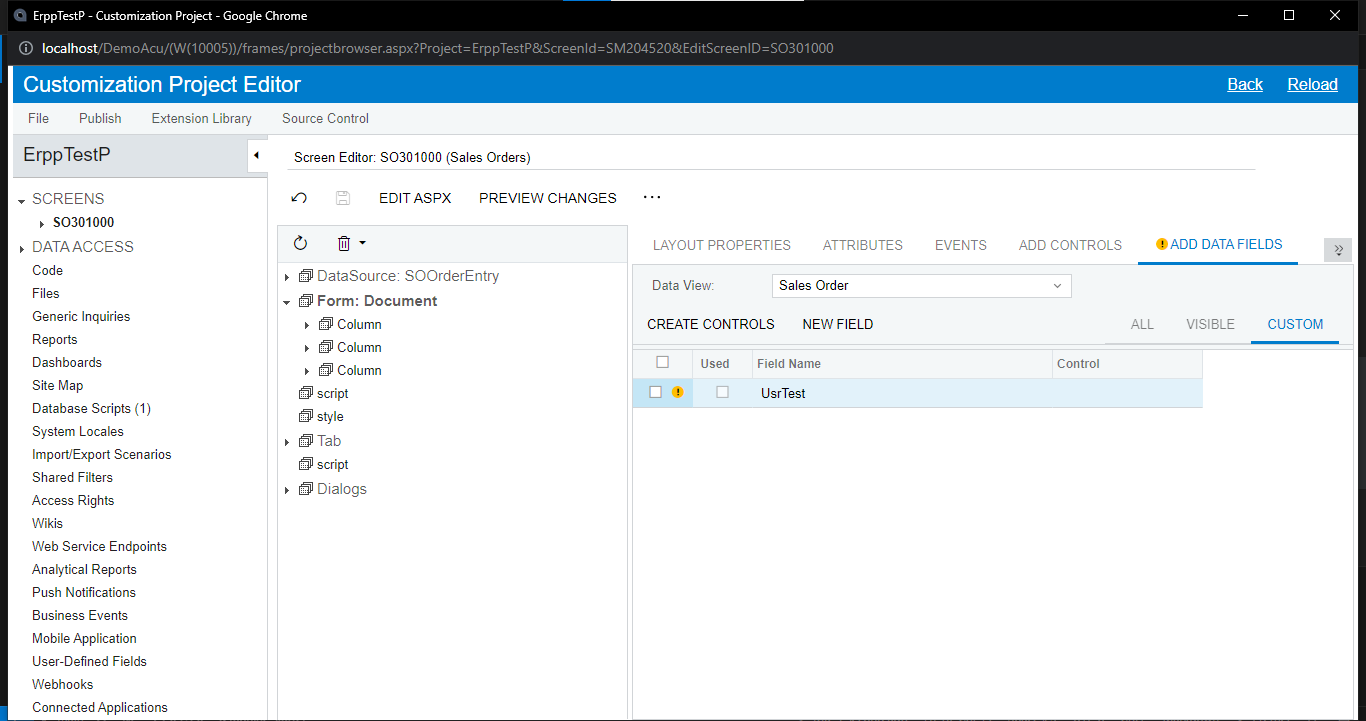 ErppTestP - Customization Project - Google Chrome
localhost/DemoAcu/(W(10005))/frames/projectbrowser.aspx?Project=ErppTestP&ScreenId=SM204520&EditScreenID=SO301000
Customization Project Editor
Back Reload
File Publish Extension Library Source Control
ErppTestP
SCREENS
SO301000
DATA ACCESS
Code
Files
Generic Inquiries
Reports
Dashboards
Site Map
Database Scripts (1)
System Locales
Import/Export Scenarios
Shared Filters
Access Rights
Wikis
Web Service Endpoints
Analytical Reports
Push Notifications
Business Events
Mobile Application
User-Defined Fields
Webhooks
Connected Applications
Screen Editor: SO301000 (Sales Orders)
EDIT ASPX PREVIEW CHANGES ...
DataSource: SOOrderEntry
Form: Document
Column
Column
Column
script
style
Tab
script
Dialogs
LAYOUT PROPERTIES ATTRIBUTES EVENTS ADD CONTROLS ADD DATA FIELDS
Data View: Sales Order
CREATE CONTROLS NEW FIELD ALL VISIBLE CUSTOM
Used Field Name Control
UsrTest